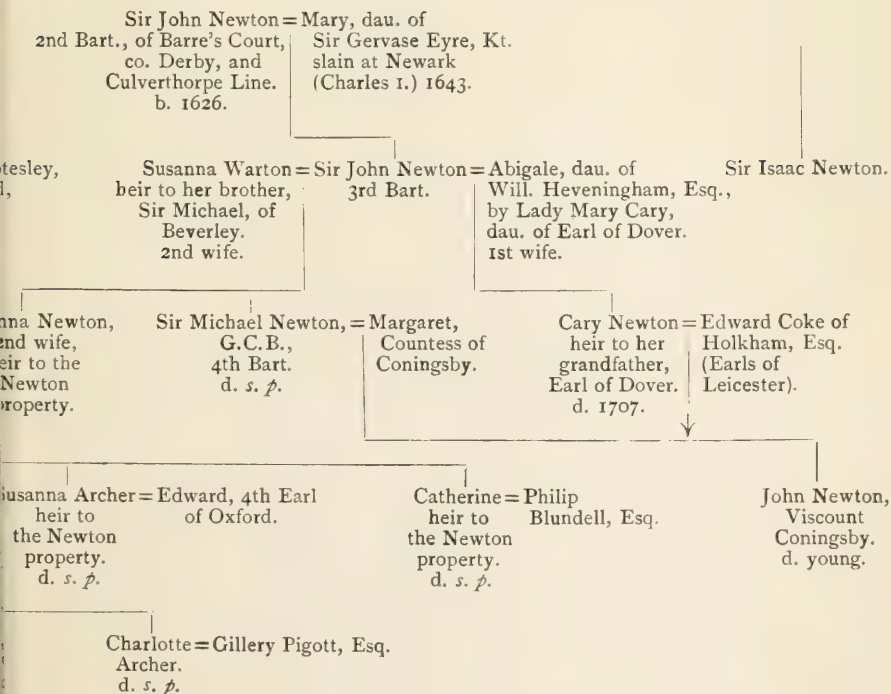 Sir John Newton = Mary, dau. of
2nd Bart., of Barre's Court,
co. Derby, and
Culverthorpe Line.
b. 1626.
Sir Gervase Eyre, Kt.
slain at Newark
(Charles I.) 1643.
tesley,
l,
Susanna Warton = Sir John Newton = Abigale, dau. of
heir to her brother,
Sir Michael, of
Beverley.
2nd wife.
3rd Bart.
Will. Heveningham, Esq.,
by Lady Mary Cary,
dau. of Earl of Dover.
1st wife.
Sir Isaac Newton.
nna Newton,
nd wife,
eir to the
Newton
roperty.
Sir Michael Newton, = Margaret,
G.C.B.,
4th Bart.
d. s. p.
Countess of
Coningsby.
Cary Newton = Edward Coke of
heir to her
grandfather,
Earl of Dover.
d. 1707.
Holkham, Esq.
(Earls of
Leicester).
Susanna Archer = Edward, 4th Earl
heir to
the Newton
property.
d. s. p.
of Oxford.
Catherine = Philip
heir to
the Newton
property.
d. s. p.
Blundell, Esq.
John Newton,
Viscount
Coningsby.
d. young.
Charlotte = Gillery Pigott, Esq.
Archer.
d. s. p.